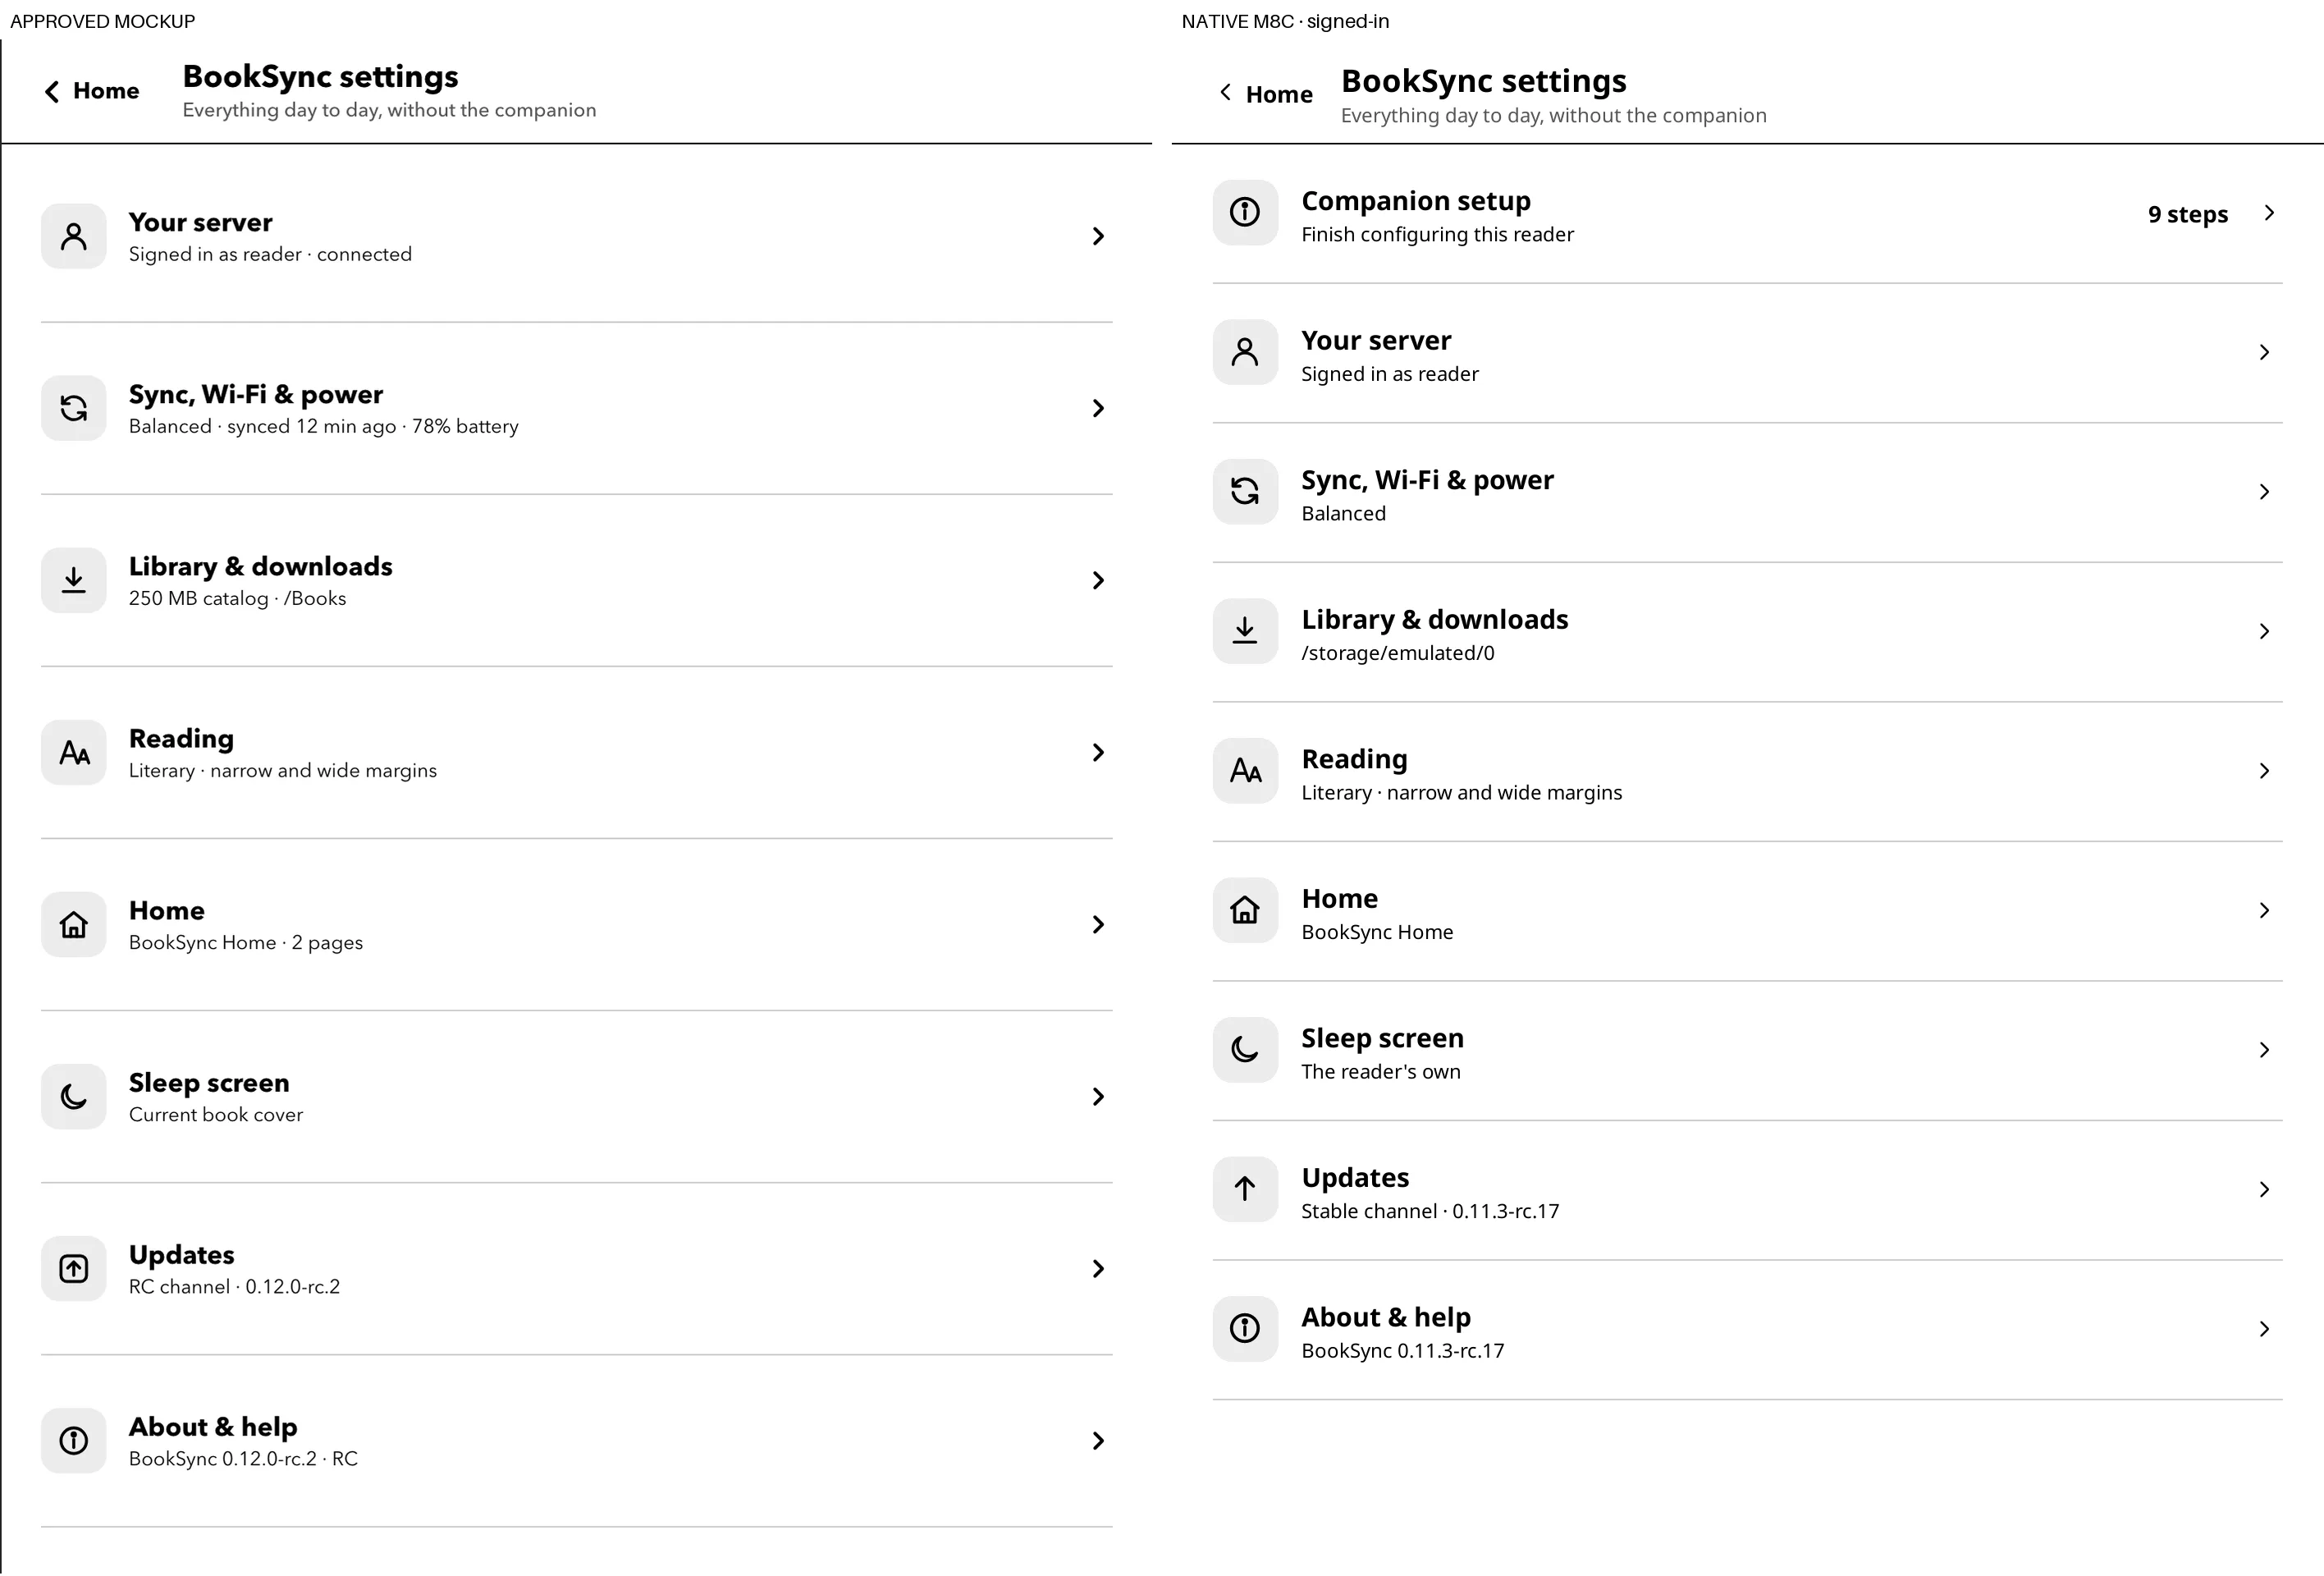 APPROVED MOCKUP
Home
BookSync settings
Everything day to day, without the companion
Your server
Signed in as reader · connected
Sync, Wi-Fi & power
Balanced · synced 12 min ago · 78% battery
Library & downloads
250 MB catalog · /Books
Reading
Literary · narrow and wide margins
Home
BookSync Home · 2 pages
Sleep screen
Current book cover
Updates
RC channel · 0.12.0-rc.2
About & help
BookSync 0.12.0-rc.2 · RC
NATIVE M8C · signed-in
Home
BookSync settings
Everything day to day, without the companion
Companion setup
Finish configuring this reader
9 steps
Your server
Signed in as reader
Sync, Wi-Fi & power
Balanced
Library & downloads
/storage/emulated/0
Reading
Literary · narrow and wide margins
Home
BookSync Home
Sleep screen
The reader's own
Updates
Stable channel · 0.11.3-rc.17
About & help
BookSync 0.11.3-rc.17